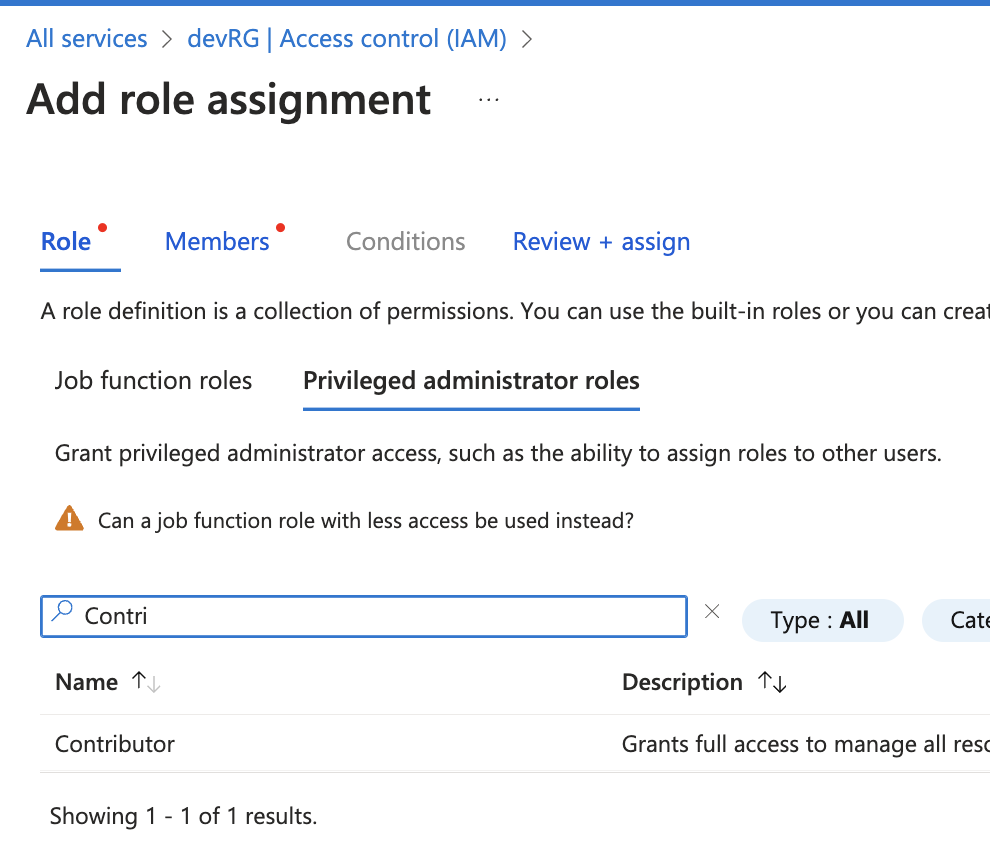 All services > devRG | Access control (IAM) >
Add role assignment ...
Role Members Conditions Review + assign
A role definition is a collection of permissions. You can use the built-in roles or you can creat
Job function roles Privileged administrator roles
Grant privileged administrator access, such as the ability to assign roles to other users.
Can a job function role with less access be used instead?
Contri Type : All Cate
Name ↑↓ Description ↑↓
Contributor Grants full access to manage all reso
Showing 1 - 1 of 1 results.